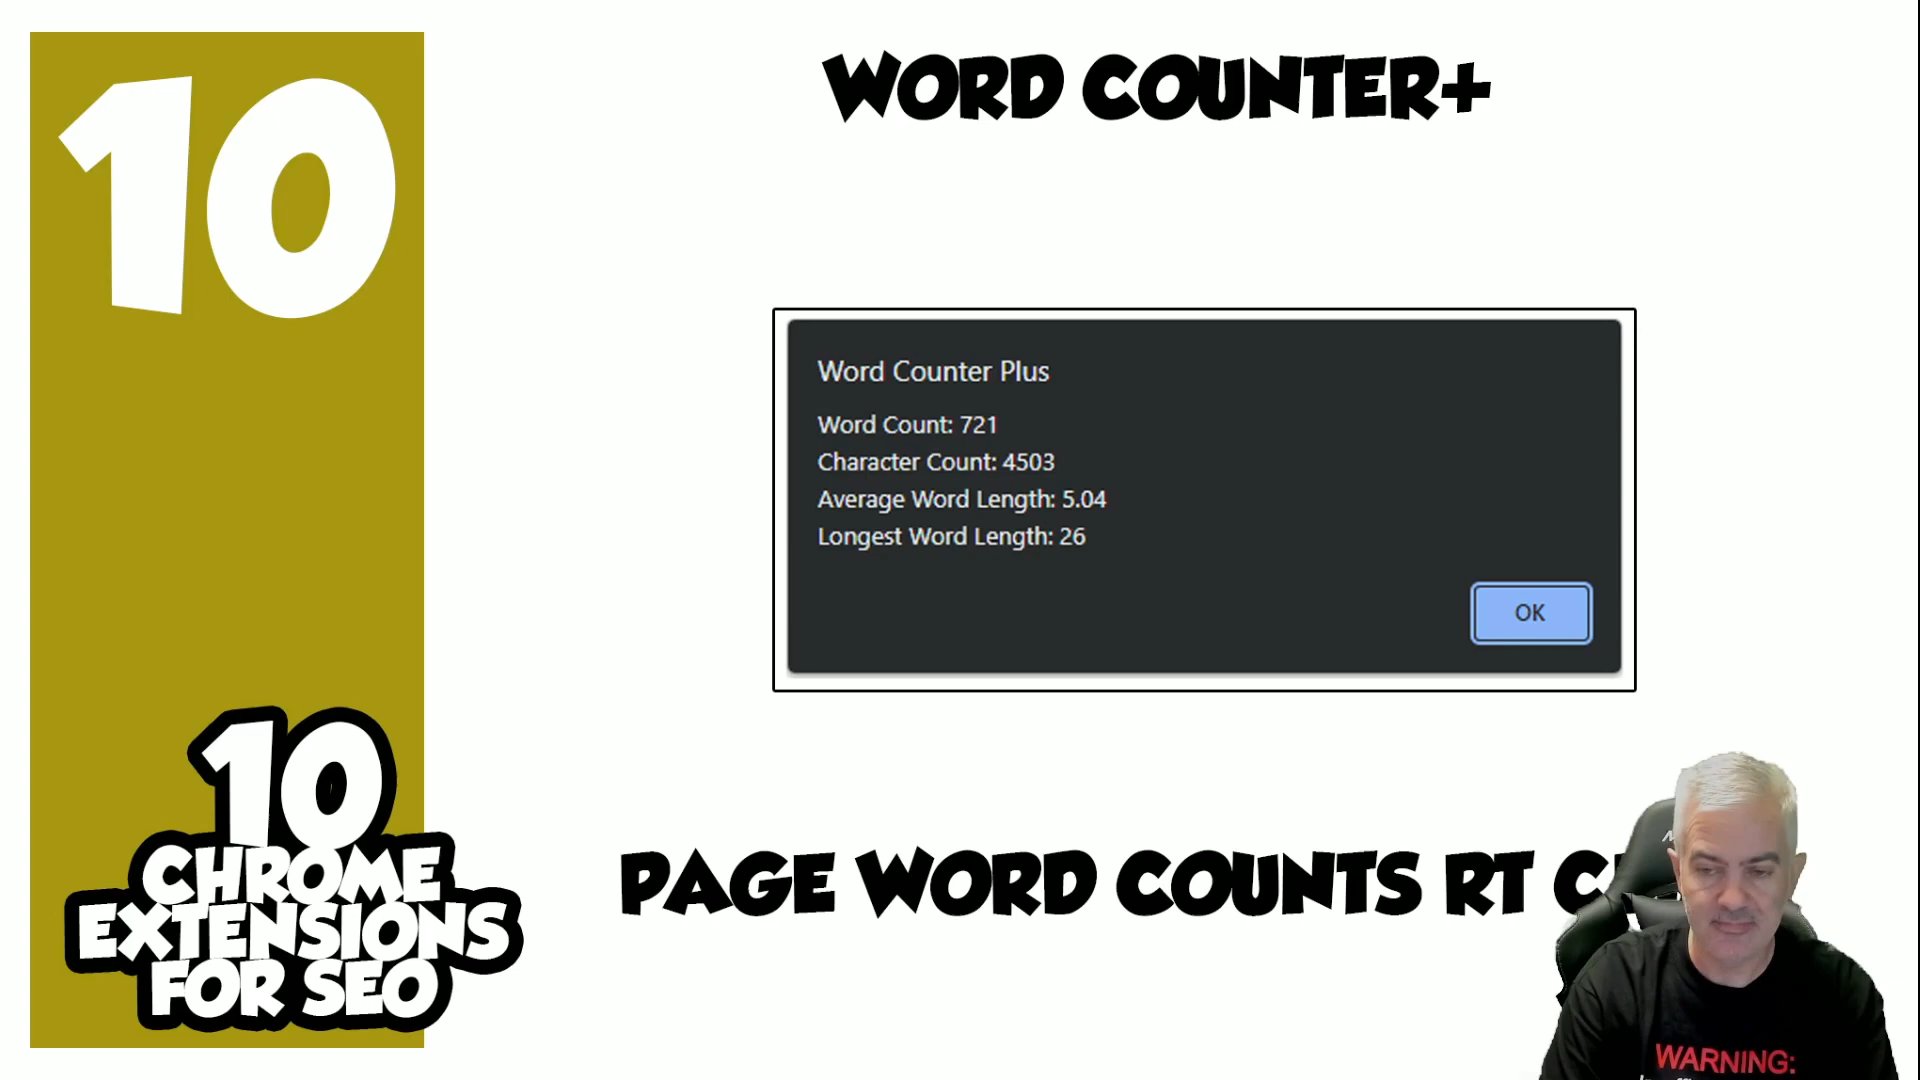 10
WORD COUNTER+
Word Counter Plus
Word Count: 721
Character Count: 4503
Average Word Length: 5.04
Longest Word Length: 26
OK
10
CHROME
EXTENSIONS
FOR SEO
PAGE WORD COUNTS RT
WARNING: